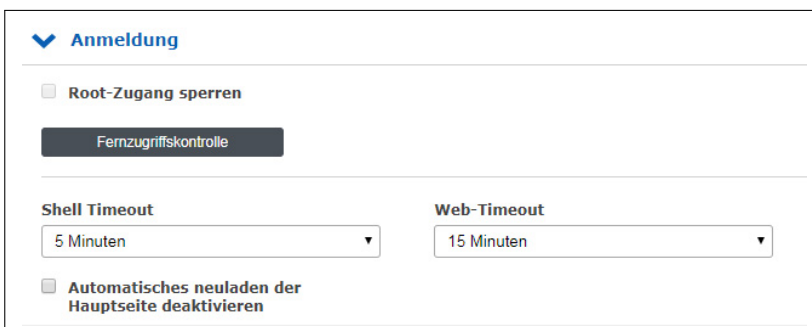 Anmeldung
Root-Zugang sperren
Fernzugriffskontrolle
Shell Timeout
Web-Timeout
5 Minuten
15 Minuten
Automatisches neuladen der
Hauptseite deaktivieren